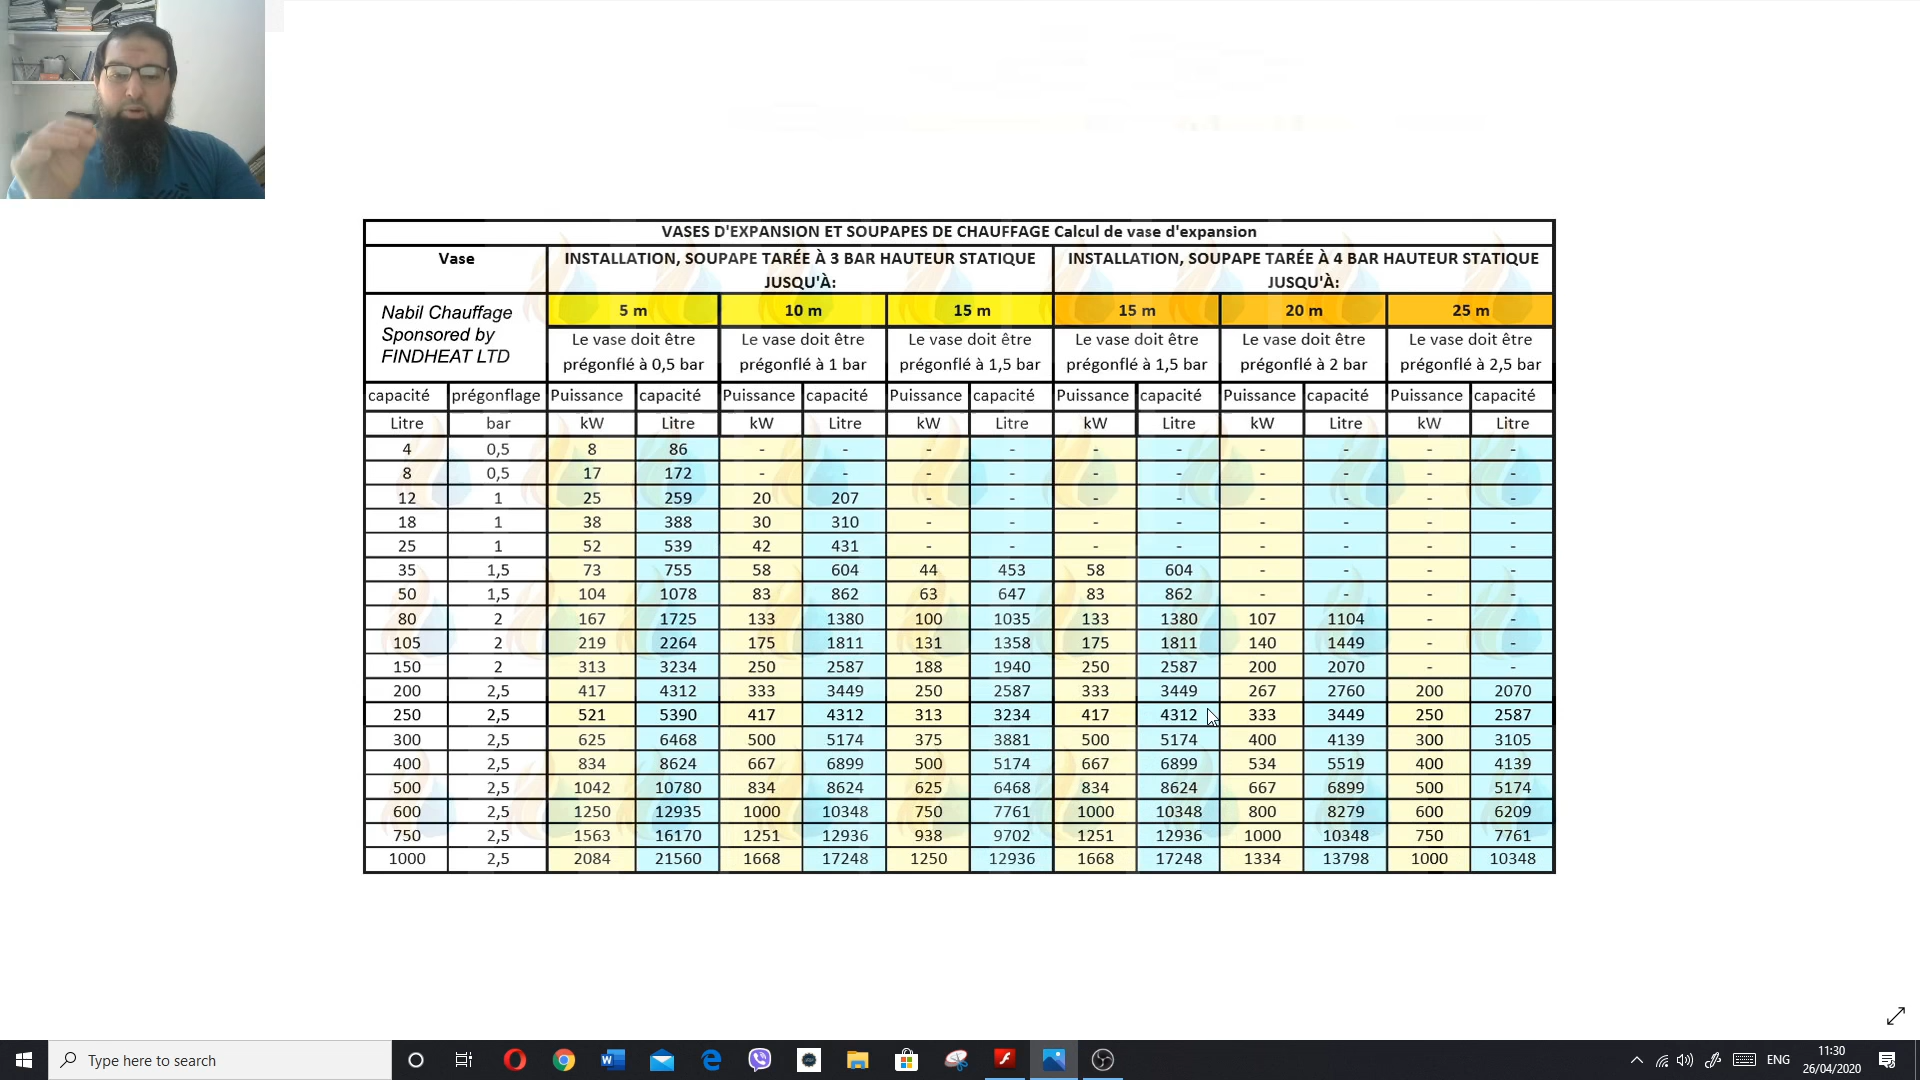 VASES D'EXPANSION ET SOUPAPES DE CHAUFFAGE Calcul de vase d'expansion
Vase INSTALLATION, SOUPAPE TARÉE À 3 BAR HAUTEUR STATIQUE JUSQU'À: INSTALLATION, SOUPAPE TARÉE À 4 BAR HAUTEUR STATIQUE JUSQU'À:
Nabil Chauffage
Sponsored by
FINDHEAT LTD
5 m 10 m 15 m 15 m 20 m 25 m
Le vase doit être prégonflé à 0,5 bar Le vase doit être prégonflé à 1 bar Le vase doit être prégonflé à 1,5 bar Le vase doit être prégonflé à 1,5 bar Le vase doit être prégonflé à 2 bar Le vase doit être prégonflé à 2,5 bar
capacité prégonflage Puissance capacité Puissance capacité Puissance capacité Puissance capacité Puissance capacité Puissance capacité
Litre bar kW Litre kW Litre kW Litre kW Litre kW Litre kW Litre
4 0,5 8 86 - - - - - - - - - -
8 0,5 17 172 - - - - - - - - - -
12 1 25 259 20 207 - - - - - - - -
18 1 38 388 30 310 - - - - - - - -
25 1 52 539 42 431 - - - - - - - -
35 1,5 73 755 58 604 44 453 58 604 - - - -
50 1,5 104 1078 83 862 63 647 83 862 - - - -
80 2 167 1725 133 1380 100 1035 133 1380 107 1104 - -
105 2 219 2264 175 1811 131 1358 175 1811 140 1449 - -
150 2 313 3234 250 2587 188 1940 250 2587 200 2070 - -
200 2,5 417 4312 333 3449 250 2587 333 3449 267 2760 200 2070
250 2,5 521 5390 417 4312 313 3234 417 4312 333 3449 250 2587
300 2,5 625 6468 500 5174 375 3881 500 5174 400 4139 300 3105
400 2,5 834 8624 667 6899 500 5174 667 6899 534 5519 400 4139
500 2,5 1042 10780 834 8624 625 6468 834 8624 667 6899 500 5174
600 2,5 1250 12935 1000 10348 750 7761 1000 10348 800 8279 600 6209
750 2,5 1563 16170 1251 12936 938 9702 1251 12936 1000 10348 750 7761
1000 2,5 2084 21560 1668 17248 1250 12936 1668 17248 1334 13798 1000 10348
Type here to search
ENG
11:30
26/04/2020